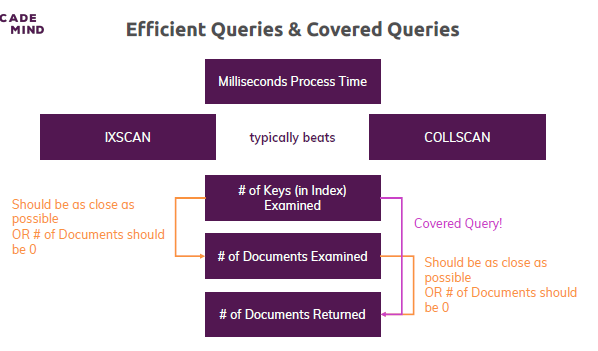 CADE
MIND
Efficient Queries & Covered Queries
Milliseconds Process Time
IXSCAN
typically beats
COLLSCAN
# of Keys (in Index)
Examined
Should be as close as
possible
OR # of Documents should
be 0
Covered Query!
# of Documents Examined
Should be as close as
possible
OR # of Documents should
be 0
# of Documents Returned